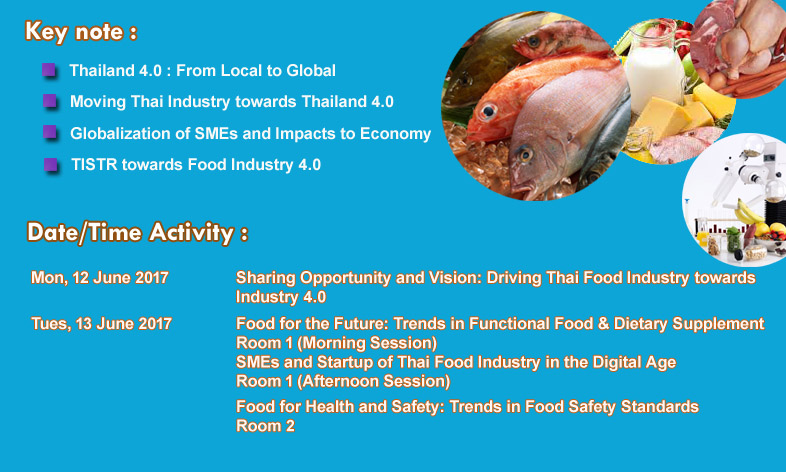 Key note :
Thailand 4.0 : From Local to Global
Moving Thai Industry towards Thailand 4.0
Globalization of SMEs and Impacts to Economy
TISTR towards Food Industry 4.0
Date/Time Activity :
Mon, 12 June 2017 Sharing Opportunity and Vision: Driving Thai Food Industry towards
Industry 4.0
Tues, 13 June 2017 Food for the Future: Trends in Functional Food & Dietary Supplement
Room 1 (Morning Session)
SMEs and Startup of Thai Food Industry in the Digital Age
Room 1 (Afternoon Session)
Food for Health and Safety: Trends in Food Safety Standards
Room 2